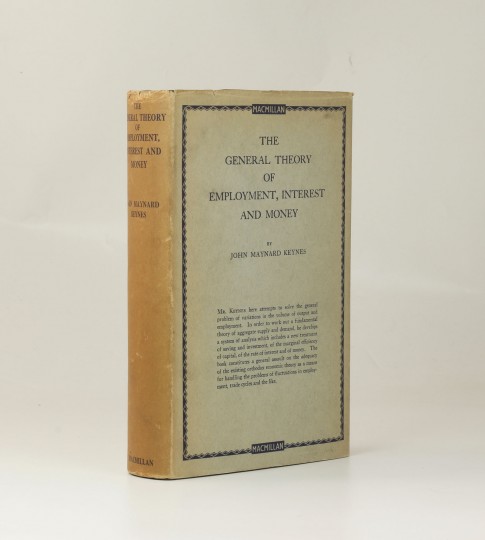 THE
GENERAL THEORY
OF
EMPLOYMENT,
INTEREST AND
MONEY
JOHN MAYNARD
KEYNES
MACMILLAN
MACMILLAN
THE
GENERAL THEORY
OF
EMPLOYMENT, INTEREST
AND MONEY
BY
JOHN MAYNARD KEYNES
Mr. Keynes here attempts to solve the general
problem of variations in the volume of output and
employment. In order to work out a fundamental
theory of aggregate supply and demand, he develops
a system of analysis which includes a new treatment
of saving and investment, of the marginal efficiency
of capital, of the rate of interest and of money. The
book constitutes a general assault on the adequacy
of the existing orthodox economic theory as a means
for handling the problems of fluctuations in employ-
ment, trade cycles and the like.
MACMILLAN